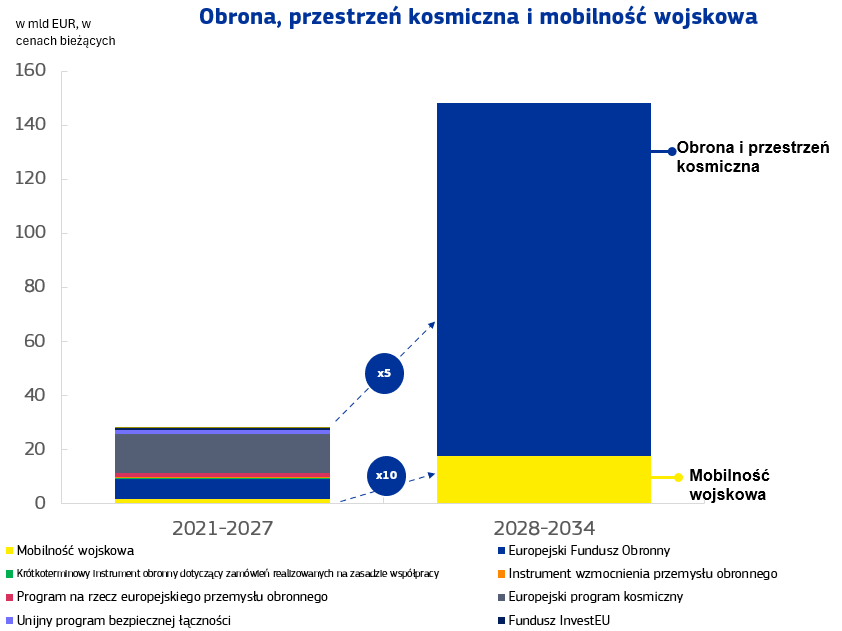 Obrona, przestrzeń kosmiczna i mobilność wojskowa
w mld EUR, w
cenach bieżących
160
140
120
100
80
60
40
20
0
Obrona i przestrzeń
kosmiczna
x5
x10
Mobilność
wojskowa
2021-2027
2028-2034
Mobilność wojskowa
Europejski Fundusz Obronny
Krótkoterminowy instrument obronny dotyczący zamówień realizowanych na zasadzie współpracy
Instrument wzmocnienia przemysłu obronnego
Program na rzecz europejskiego przemysłu obronnego
Europejski program kosmiczny
Unijny program bezpiecznej łączności
Fundusz InvestEU